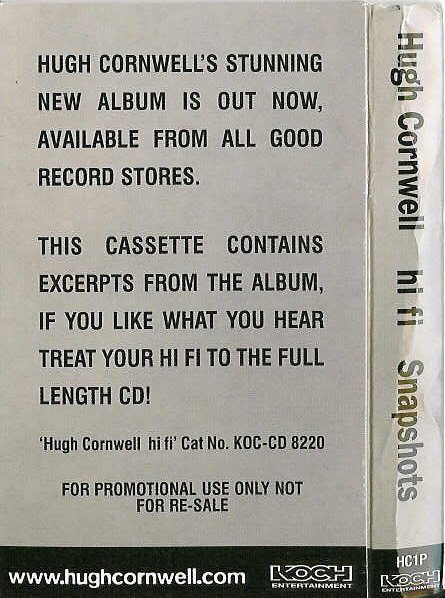 HUGH CORNWELL'S STUNNING
NEW ALBUM IS OUT NOW,
AVAILABLE FROM ALL GOOD
RECORD STORES.
THIS CASSETTE CONTAINS
EXCERPTS FROM THE ALBUM,
IF YOU LIKE WHAT YOU HEAR
TREAT YOUR HI FI TO THE FULL
LENGTH CD!
'Hugh Cornwell hi fi' Cat No. KOC-CD 8220
FOR PROMOTIONAL USE ONLY NOT
FOR RE-SALE
www.hughcornwell.com
KOCH
ENTERTAINMENT
Hugh Cornwell hi fi Snapshots
HC1P
KOCH
ENTERTAINMENT